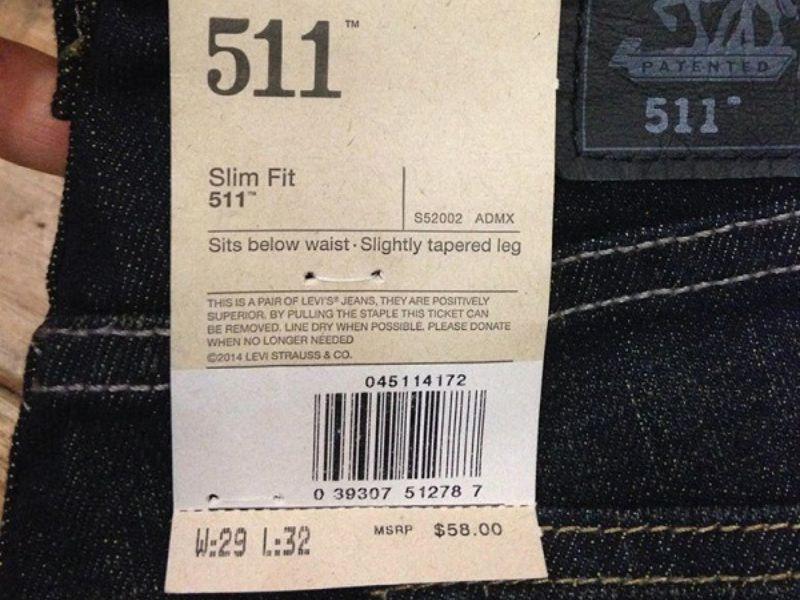 511™
PATENTED
511™
Slim Fit
511™
S52002 ADMX
Sits below waist · Slightly tapered leg
THIS IS A PAIR OF LEVI'S® JEANS, THEY ARE POSITIVELY
SUPERIOR. BY PULLING THE STAPLE THIS TICKET CAN
BE REMOVED. LINE DRY WHEN POSSIBLE. PLEASE DONATE
WHEN NO LONGER NEEDED
©2014 LEVI STRAUSS & CO.
045114172
0 39307 51278 7
W:29 L:32
MSRP $58.00